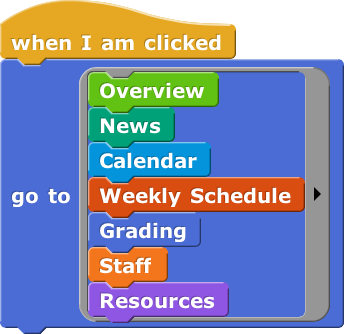 when I am clicked
Overview
News
Calendar
go to Weekly Schedule
Grading
Staff
Resources